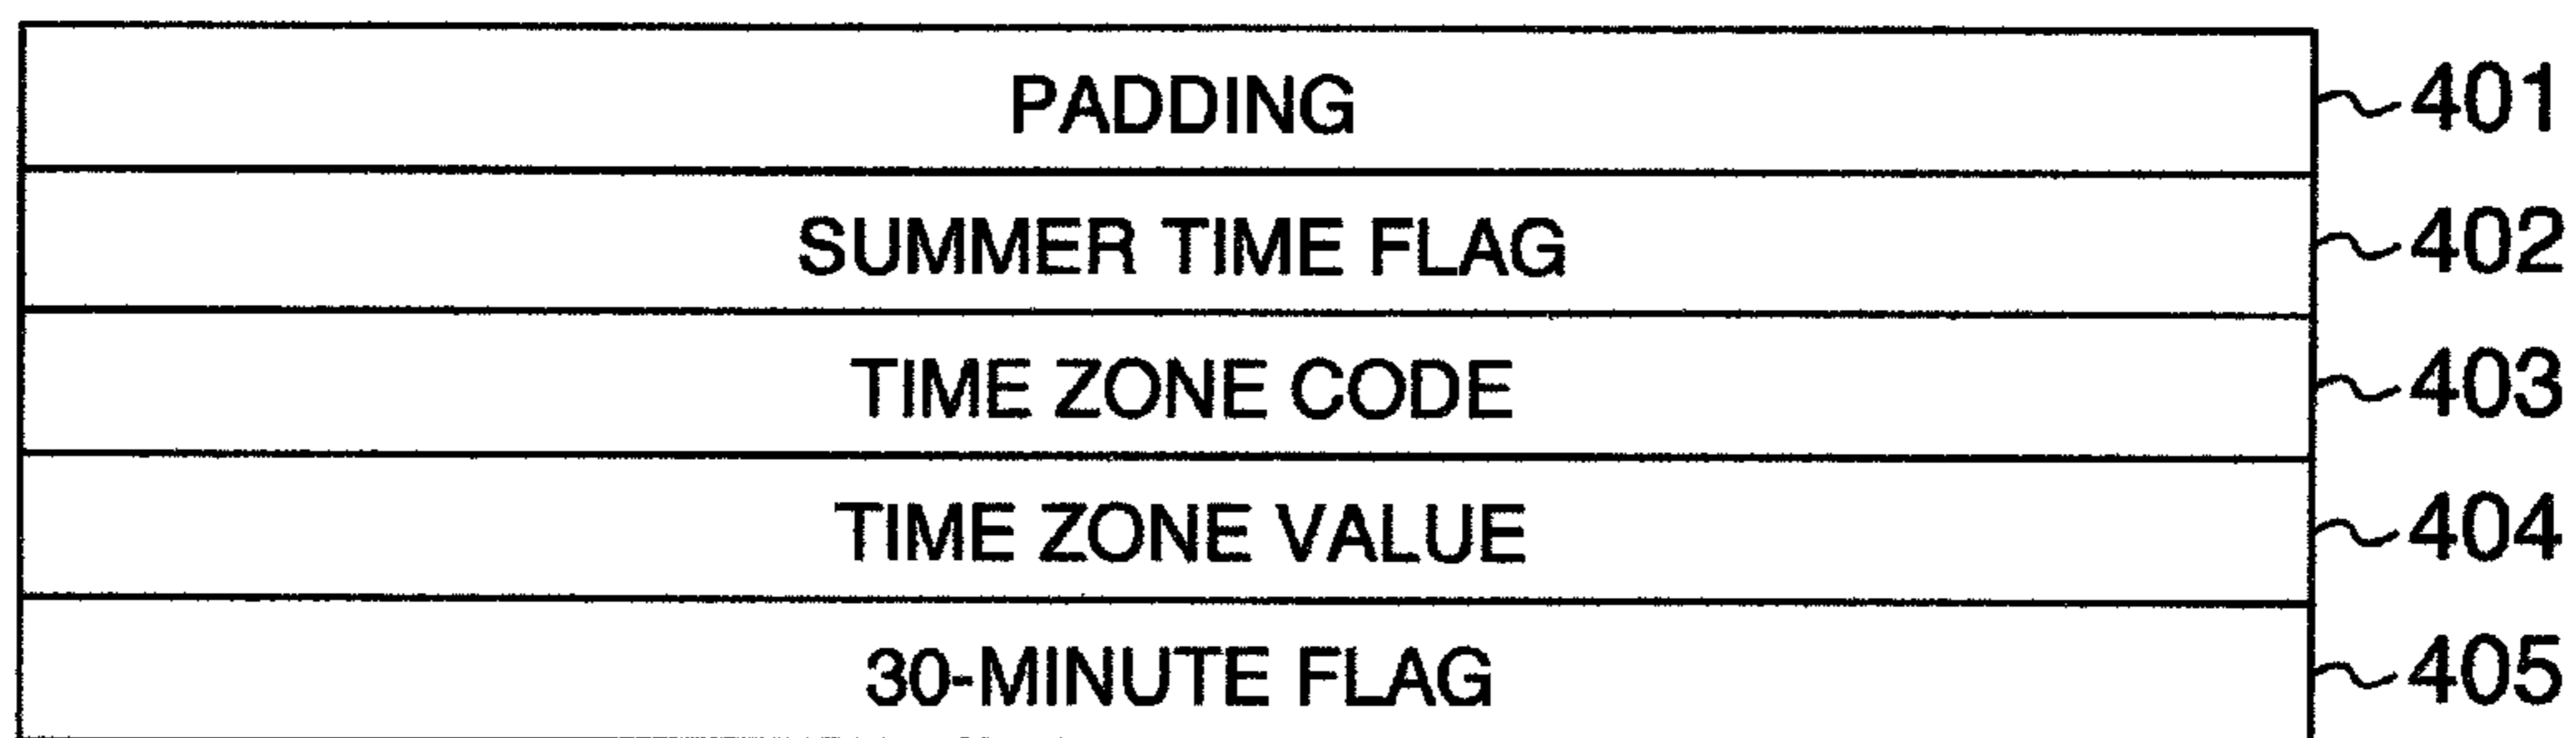 PADDING 401
SUMMER TIME FLAG 402
TIME ZONE CODE 403
TIME ZONE VALUE 404
30-MINUTE FLAG 405